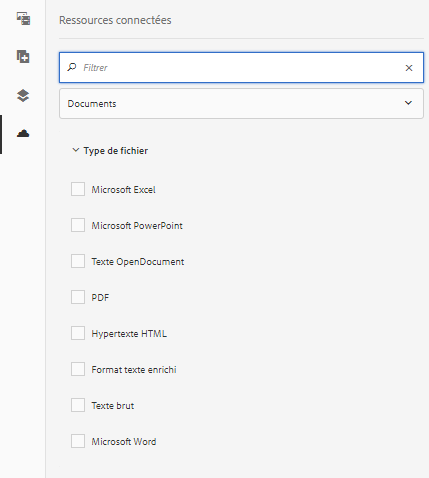 Ressources connectées
Filtrer
Documents
Type de fichier
Microsoft Excel
Microsoft PowerPoint
Texte OpenDocument
PDF
Hypertexte HTML
Format texte enrichi
Texte brut
Microsoft Word